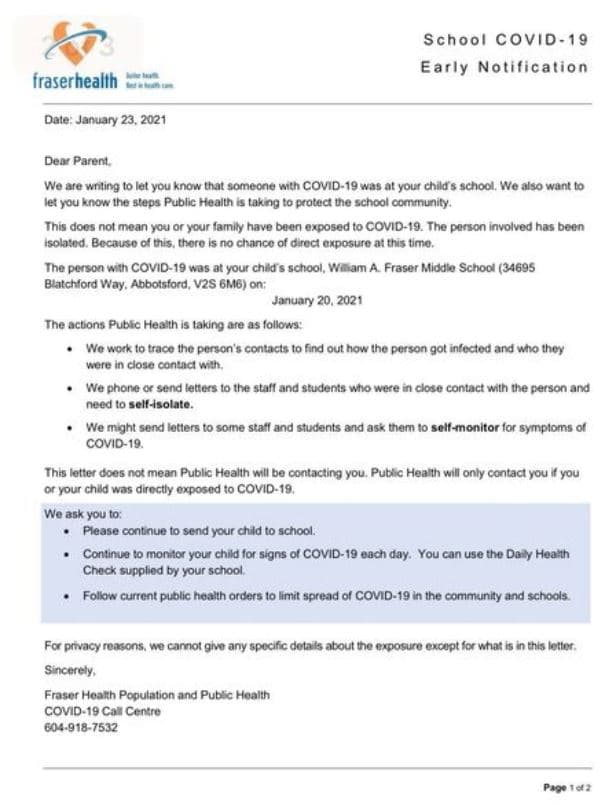 School COVID-19
Early Notification
fraserhealth
Better health.
Best in health care.
Date: January 23, 2021
Dear Parent,
We are writing to let you know that someone with COVID-19 was at your child's school. We also want to
let you know the steps Public Health is taking to protect the school community.
This does not mean you or your family have been exposed to COVID-19. The person involved has been
isolated. Because of this, there is no chance of direct exposure at this time.
The person with COVID-19 was at your child's school, William A. Fraser Middle School (34695
Blatchford Way, Abbotsford, V2S 6M6) on:
January 20, 2021
The actions Public Health is taking are as follows:
• We work to trace the person's contacts to find out how the person got infected and who they
were in close contact with.
• We phone or send letters to the staff and students who were in close contact with the person and
need to self-isolate.
• We might send letters to some staff and students and ask them to self-monitor for symptoms of
COVID-19.
This letter does not mean Public Health will be contacting you. Public Health will only contact you if you
or your child was directly exposed to COVID-19.
We ask you to:
• Please continue to send your child to school.
• Continue to monitor your child for signs of COVID-19 each day. You can use the Daily Health
Check supplied by your school.
• Follow current public health orders to limit spread of COVID-19 in the community and schools.
For privacy reasons, we cannot give any specific details about the exposure except for what is in this letter.
Sincerely,
Fraser Health Population and Public Health
COVID-19 Call Centre
604-918-7532
Page 1 of 2